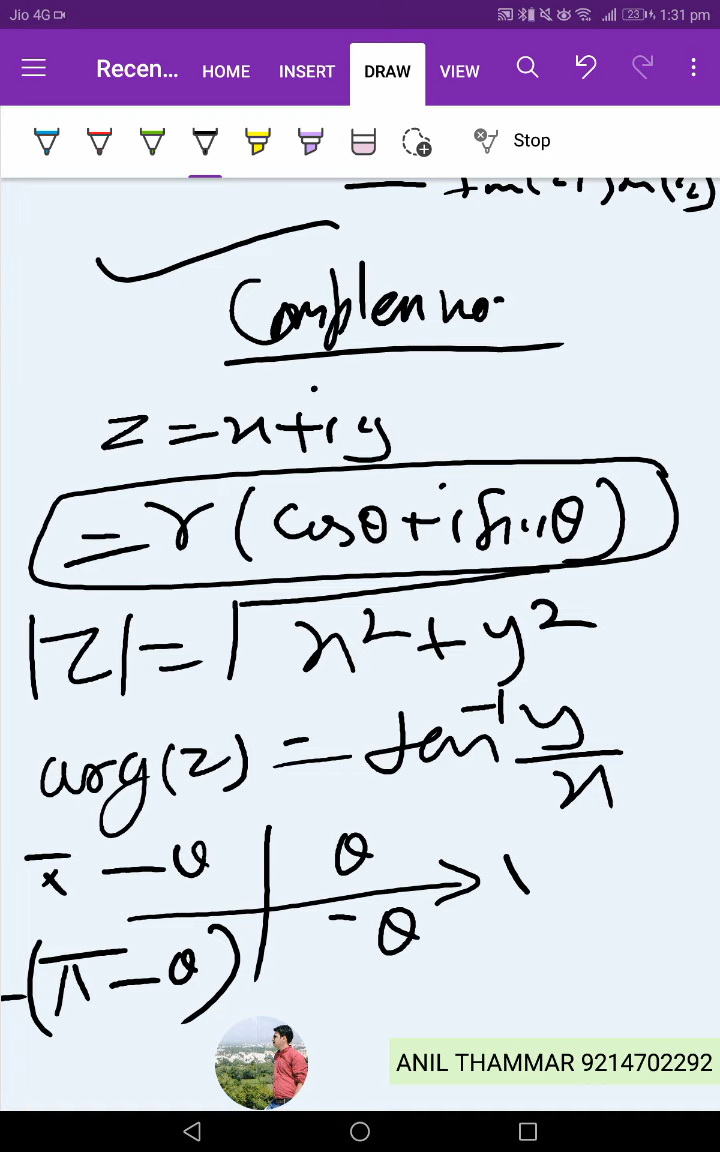 Jio 4G 23 1:31 pm
Recen... HOME INSERT DRAW VIEW
Stop
Complen no.
z = x + iy
= r (cosθ + i sinθ)
|z| = √x² + y²
arg(z) = tan⁻¹ y/x
π − θ | θ
-(π − θ) | − θ
ANIL THAMMAR 9214702292